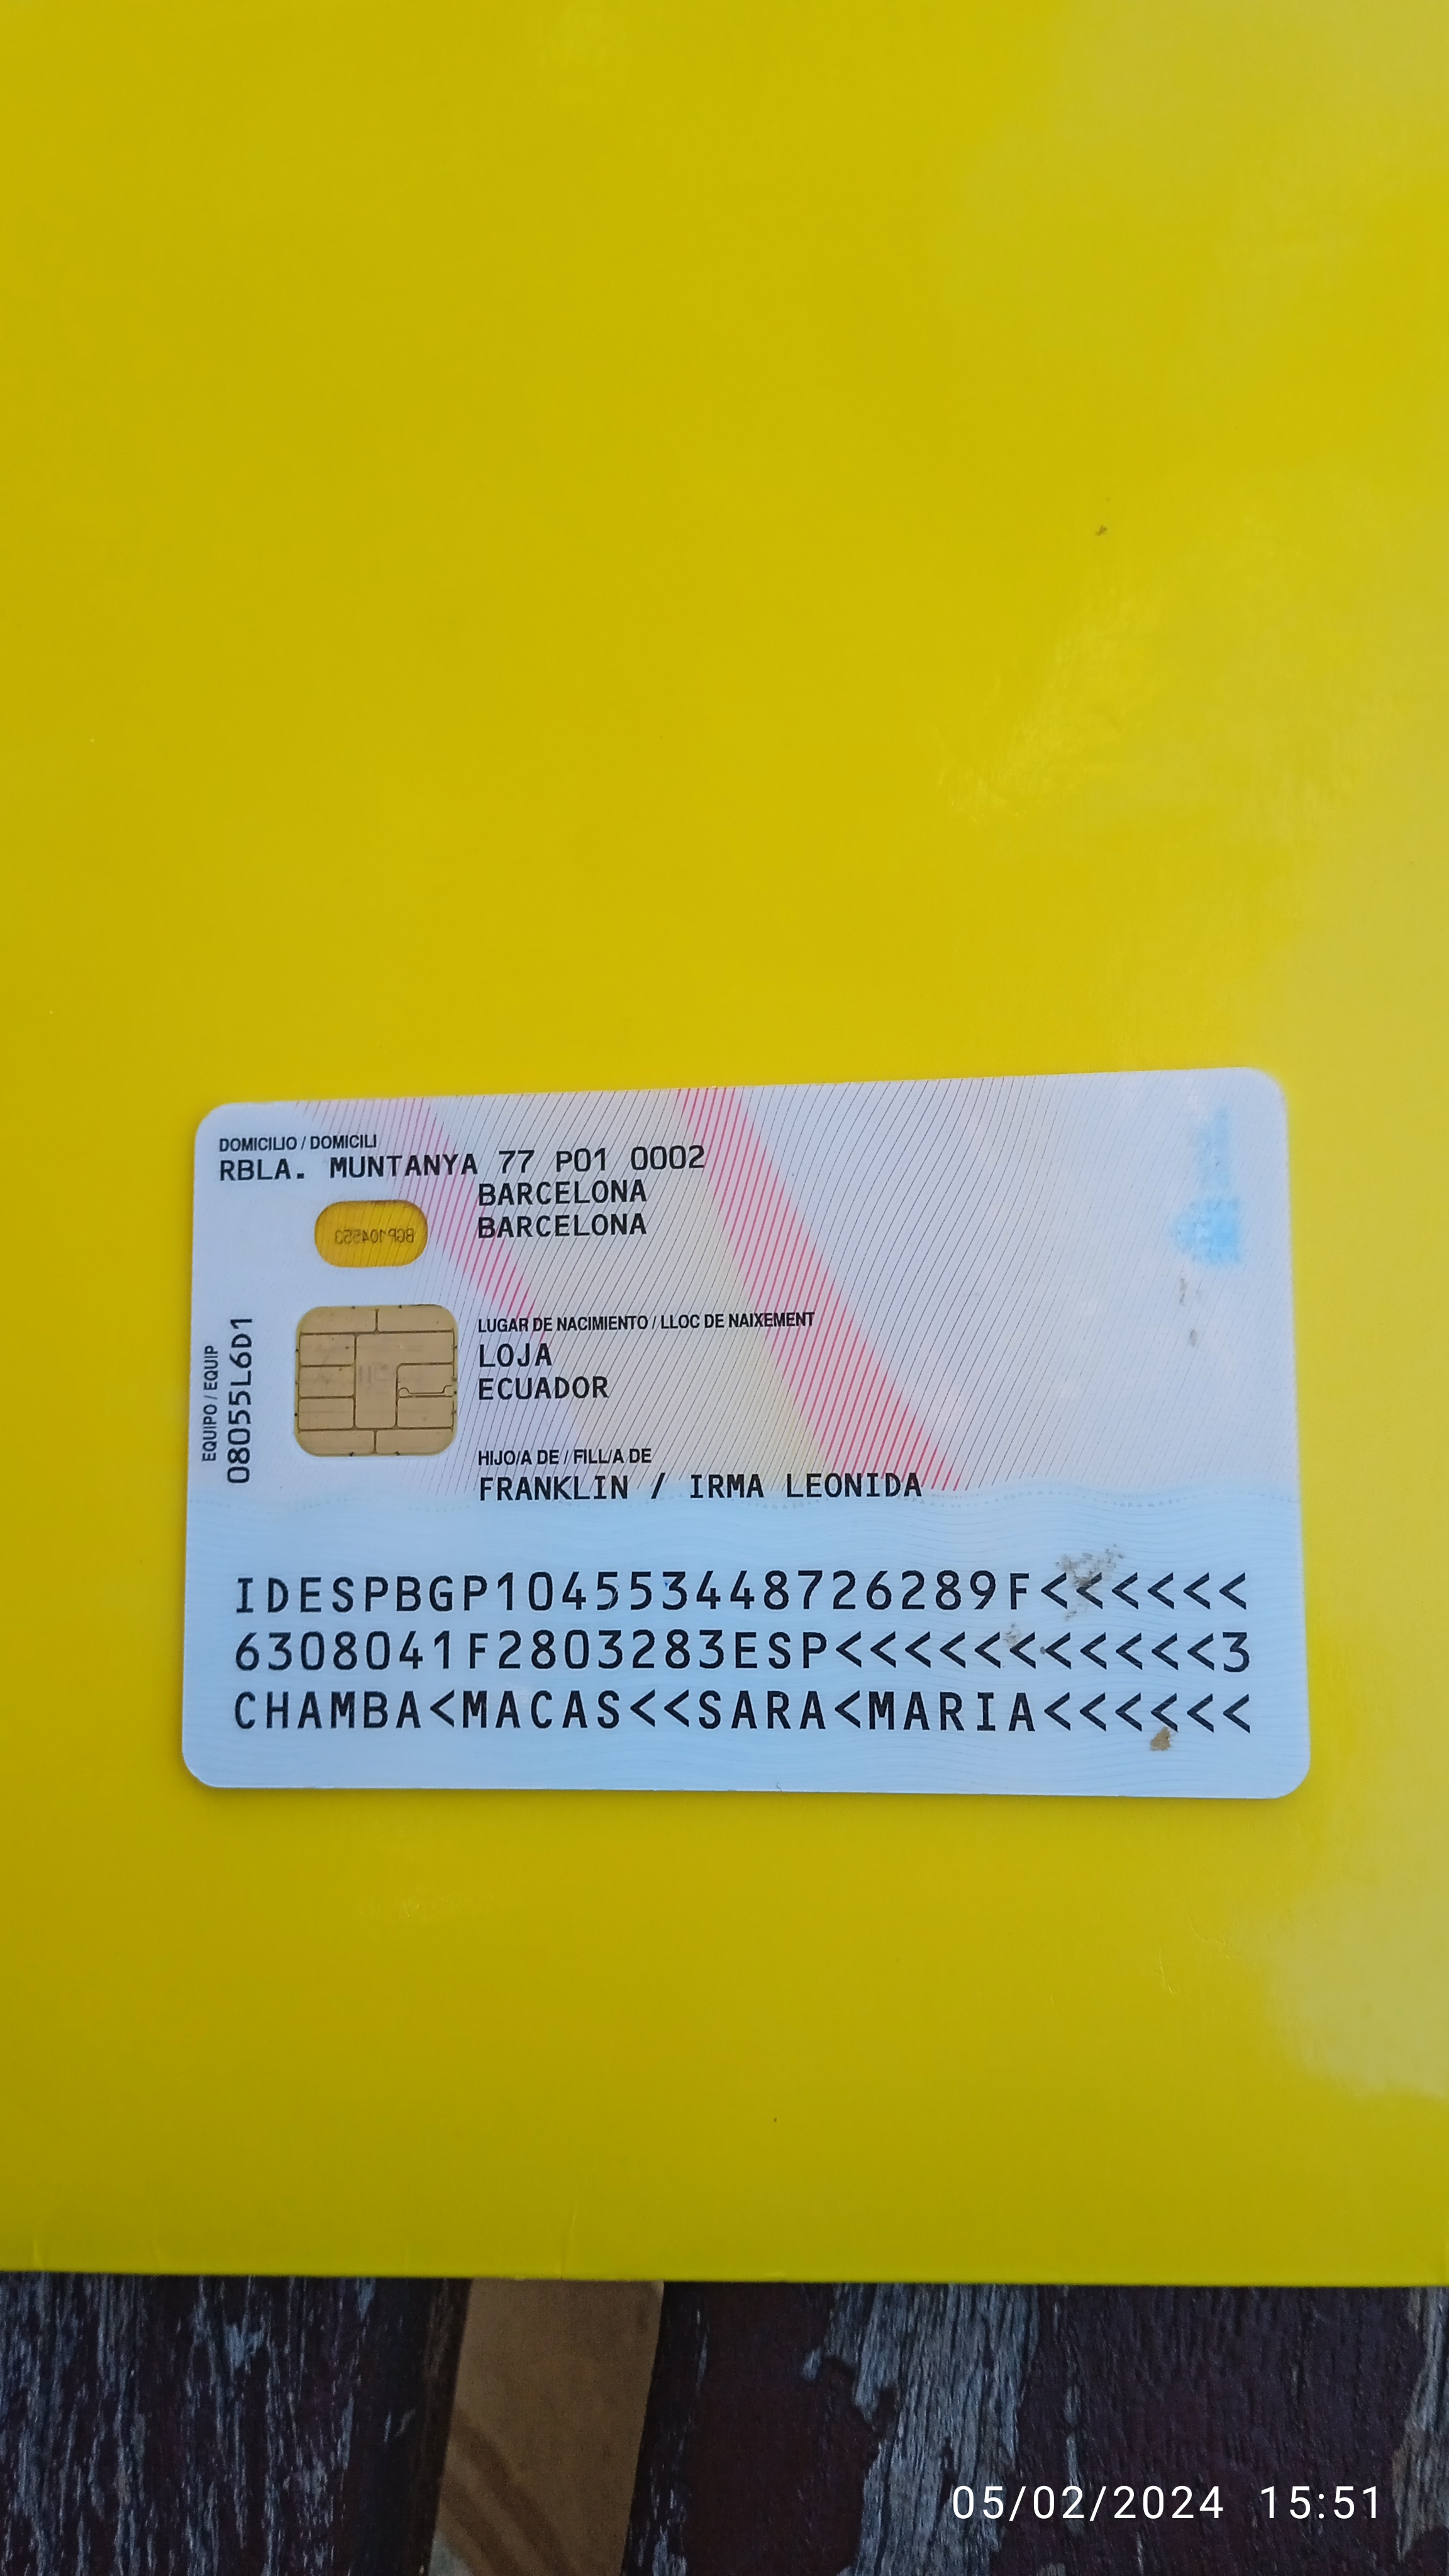 DOMICILIO / DOMICILI
RBLA. MUNTANYA 77 P01 0002
BARCELONA
BARCELONA
BGP104553
EQUIPO / EQUIP
08055L6D1
LUGAR DE NACIMIENTO / LLOC DE NAIXEMENT
LOJA
ECUADOR
HIJO/A DE / FILL/A DE
FRANKLIN / IRMA LEONIDA
IDESPBGP104553448726289F<<<<<<
6308041F2803283ESP<<<<<<<<<<<3
CHAMBA<MACAS<<SARA<MARIA<<<<<<
05/02/2024 15:51